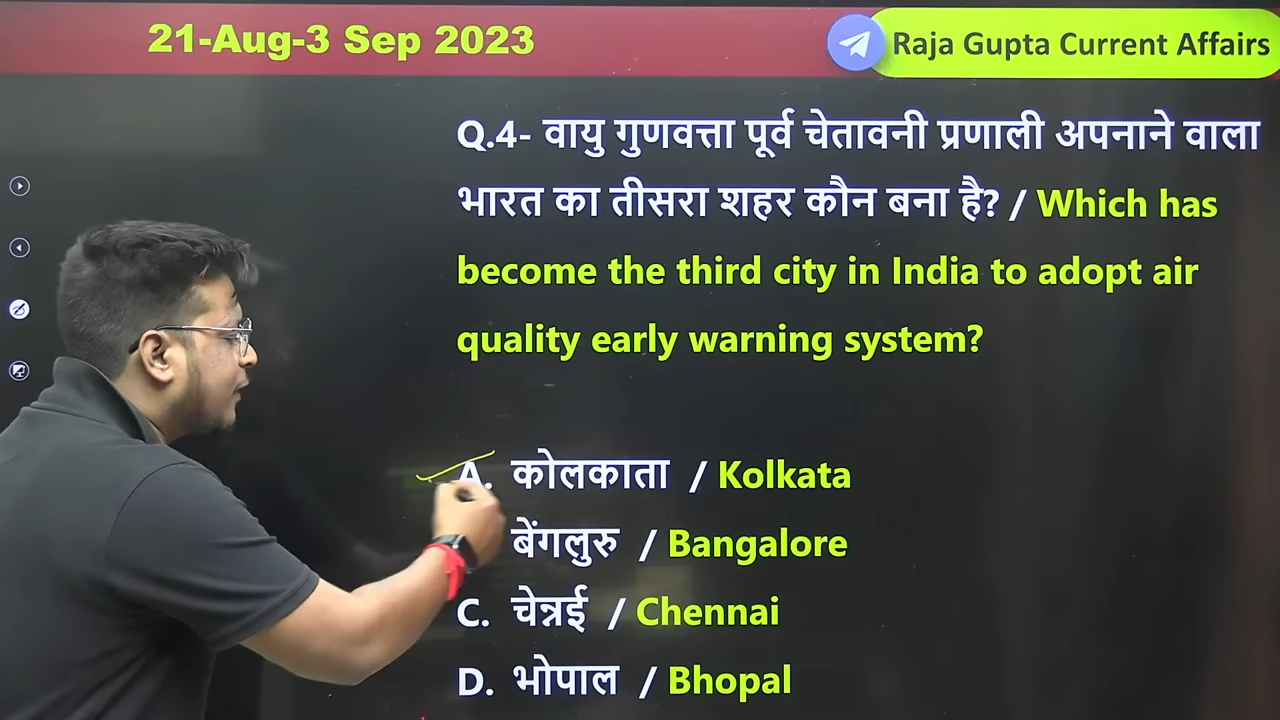 21-Aug-3 Sep 2023
Raja Gupta Current Affairs
Q.4- वायु गुणवत्ता पूर्व चेतावनी प्रणाली अपनाने वाला
भारत का तीसरा शहर कौन बना है? / Which has
become the third city in India to adopt air
quality early warning system?
A. कोलकाता / Kolkata
बेंगलुरु / Bangalore
C. चेन्नई / Chennai
D. भोपाल / Bhopal